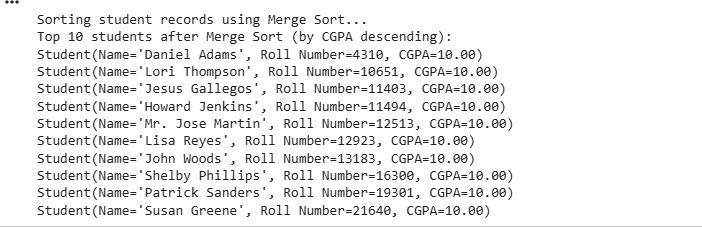 Sorting student records using Merge Sort...
Top 10 students after Merge Sort (by CGPA descending):
Student(Name='Daniel Adams', Roll Number=4310, CGPA=10.00)
Student(Name='Lori Thompson', Roll Number=10651, CGPA=10.00)
Student(Name='Jesus Gallegos', Roll Number=11403, CGPA=10.00)
Student(Name='Howard Jenkins', Roll Number=11494, CGPA=10.00)
Student(Name='Mr. Jose Martin', Roll Number=12513, CGPA=10.00)
Student(Name='Lisa Reyes', Roll Number=12923, CGPA=10.00)
Student(Name='John Woods', Roll Number=13183, CGPA=10.00)
Student(Name='Shelby Phillips', Roll Number=16300, CGPA=10.00)
Student(Name='Patrick Sanders', Roll Number=19301, CGPA=10.00)
Student(Name='Susan Greene', Roll Number=21640, CGPA=10.00)